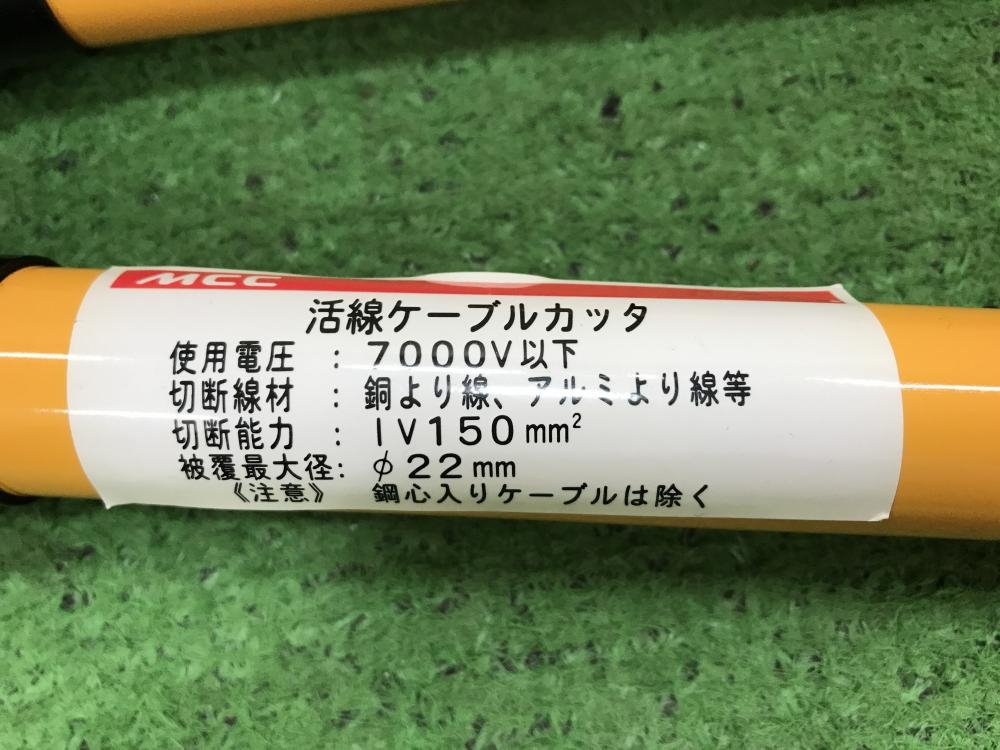 MCC
活線ケーブルカッタ
使用電圧 : 7000V以下
切断線材 : 銅より線、アルミより線等
切断能力 : IV150mm²
被覆最大径: φ22mm
《注意》 鋼心入りケーブルは除く